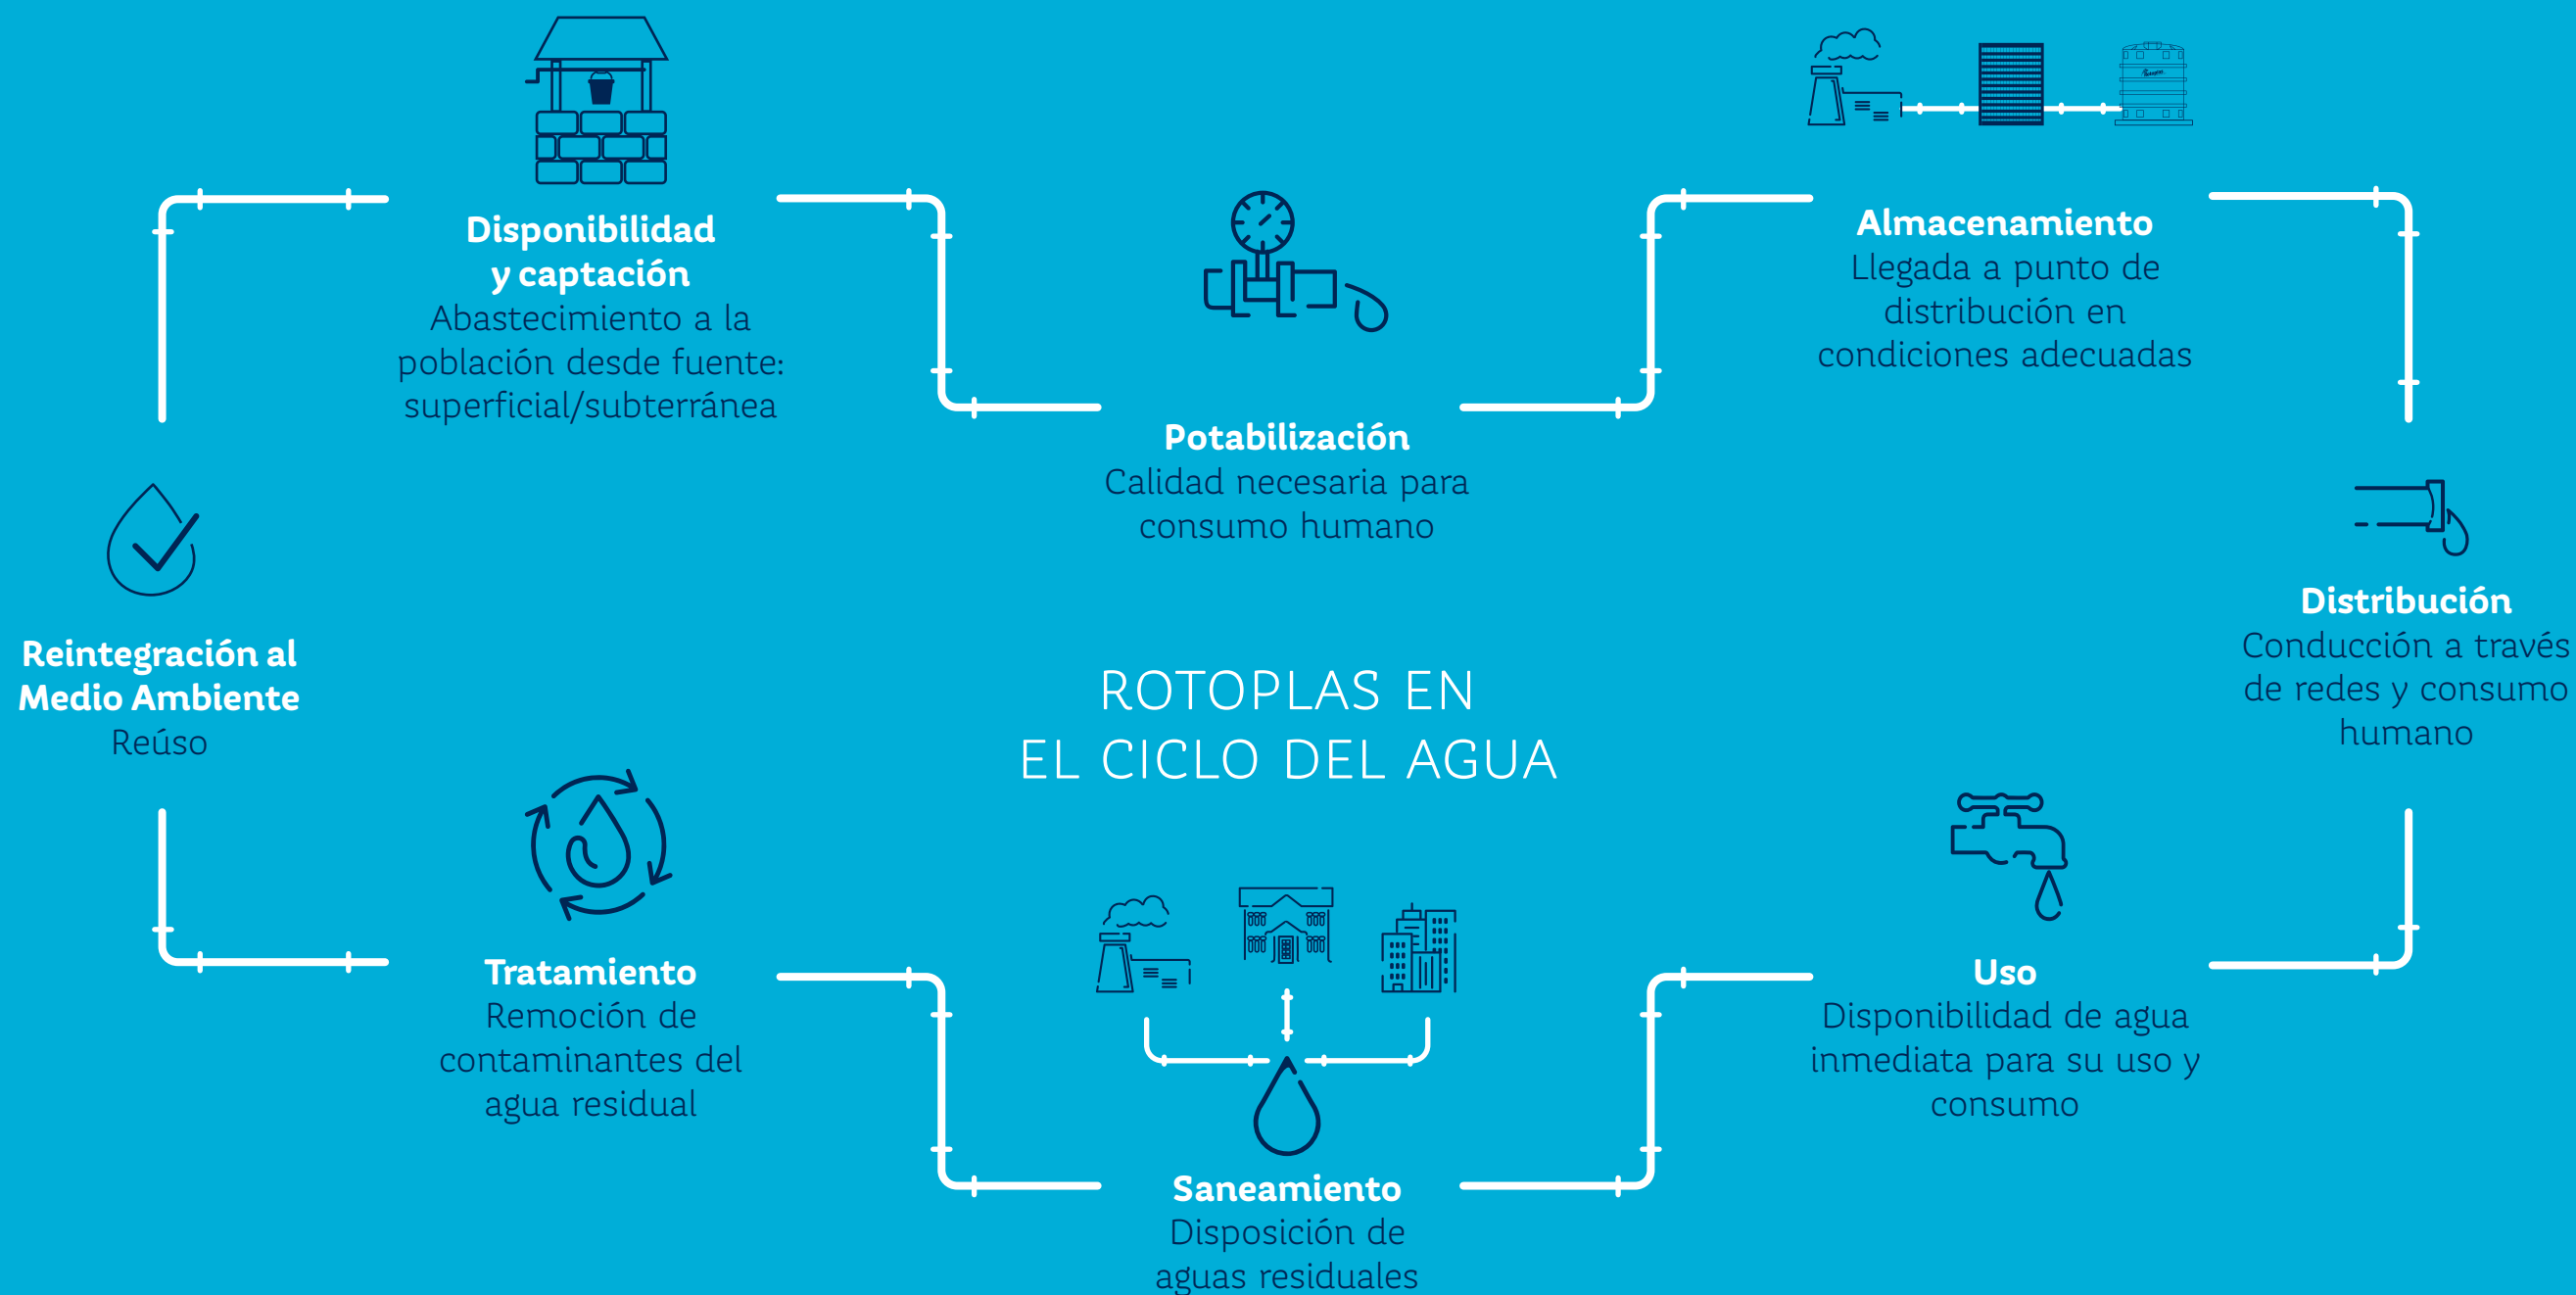 Disponibilidad
y captación
Abastecimiento a la
población desde fuente:
superficial/subterránea
Potabilización
Calidad necesaria para
consumo humano
Almacenamiento
Llegada a punto de
distribución en
condiciones adecuadas
Distribución
Conducción a través
de redes y consumo
humano
Uso
Disponibilidad de agua
inmediata para su uso y
consumo
Saneamiento
Disposición de
aguas residuales
Tratamiento
Remoción de
contaminantes del
agua residual
Reintegración al
Medio Ambiente
Reúso
ROTOPLAS EN
EL CICLO DEL AGUA